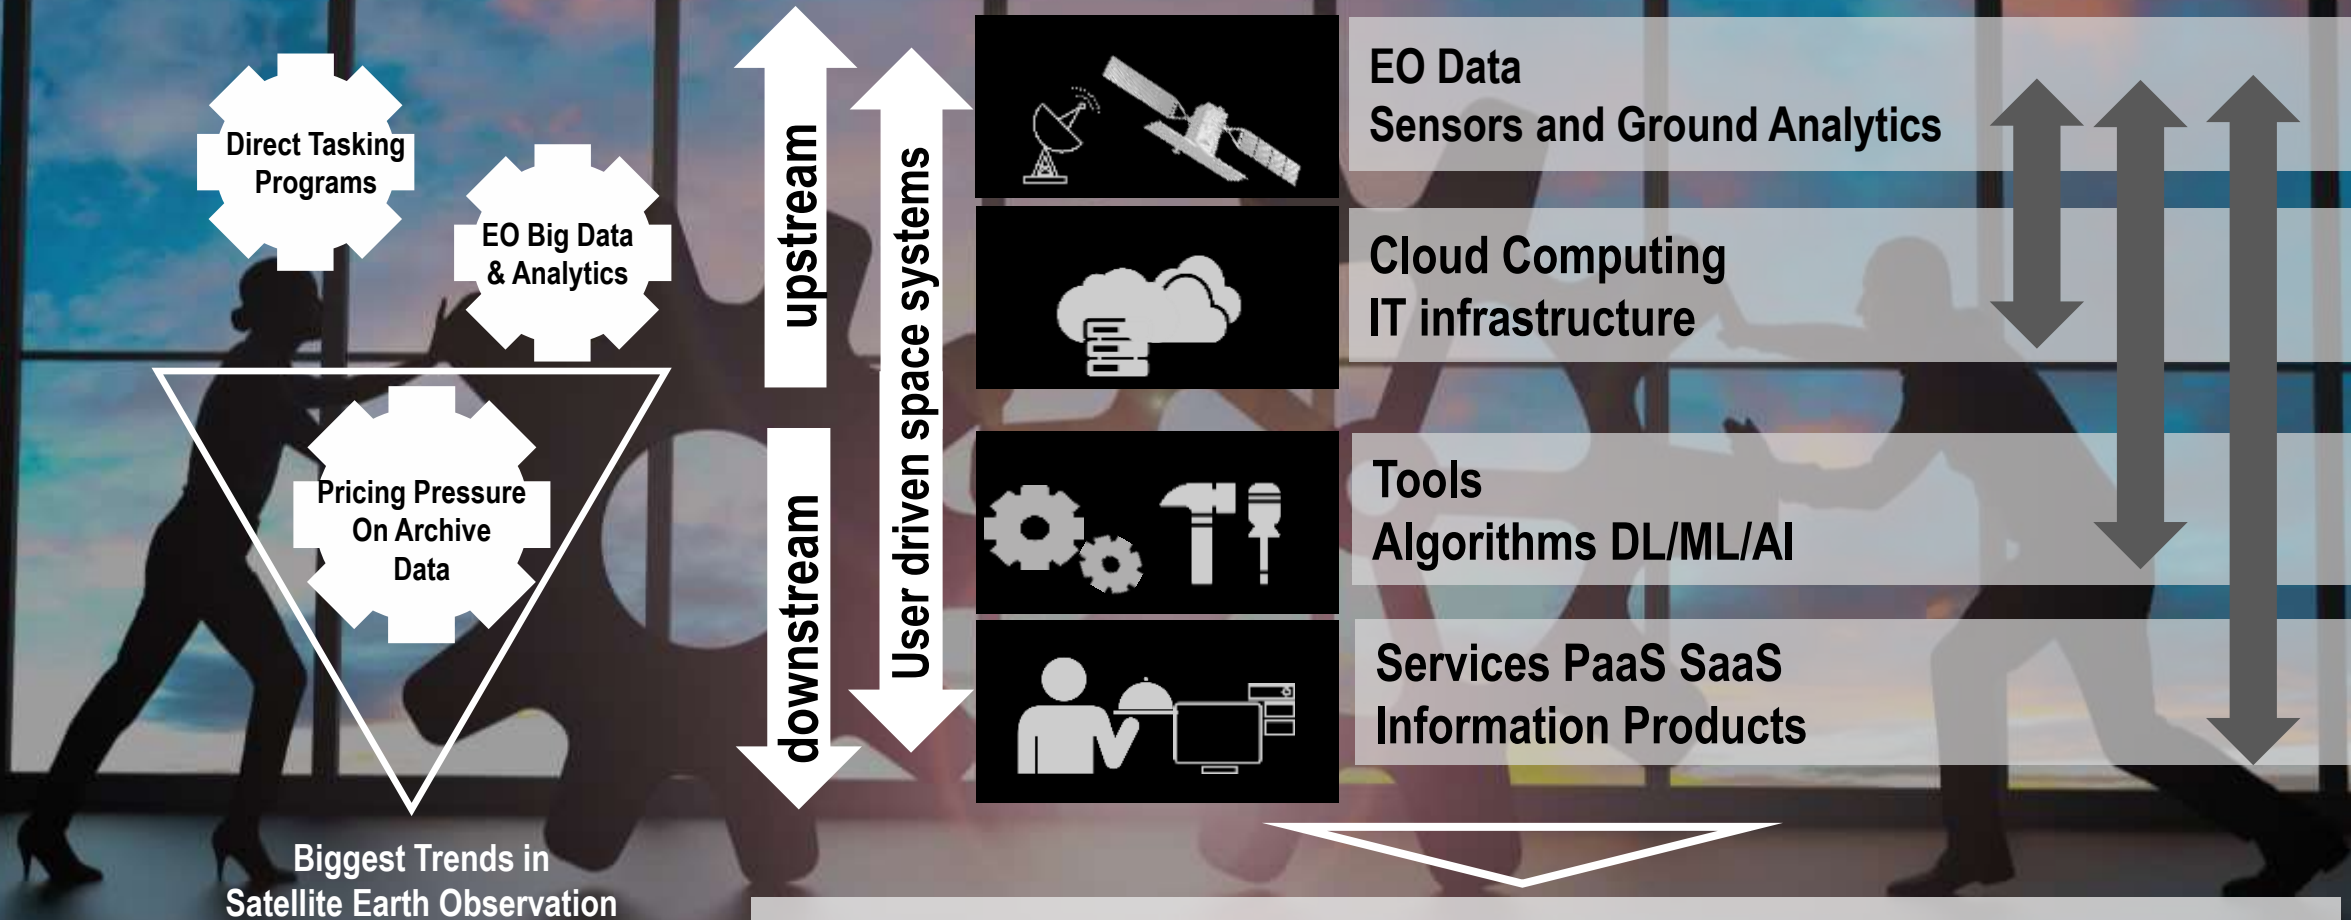 Direct Tasking
Programs
EO Big Data
& Analytics
Pricing Pressure
On Archive
Data
Biggest Trends in
Satellite Earth Observation
upstream
downstream
User driven space systems
EO Data
Sensors and Ground Analytics
Cloud Computing
IT infrastructure
Tools
Algorithms DL/ML/AI
Services PaaS SaaS
Information Products